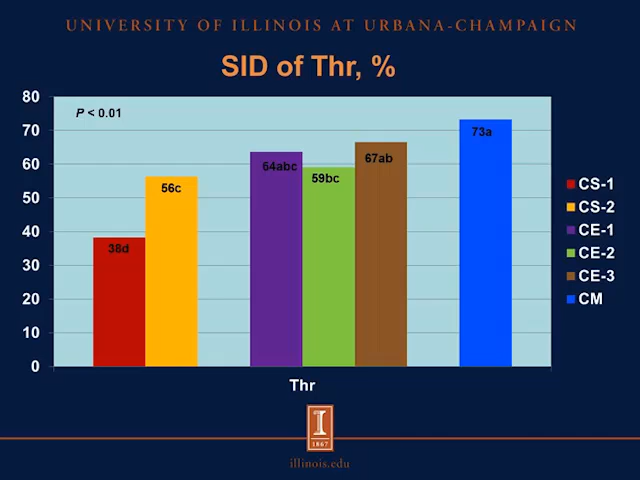 UNIVERSITY OF ILLINOIS AT URBANA-CHAMPAIGN
SID of Thr, %
80
70
60
50
40
30
20
10
0
P < 0.01
38d
56c
64abc
59bc
67ab
73a
Thr
CS-1
CS-2
CE-1
CE-2
CE-3
CM
I
1867
illinois.edu